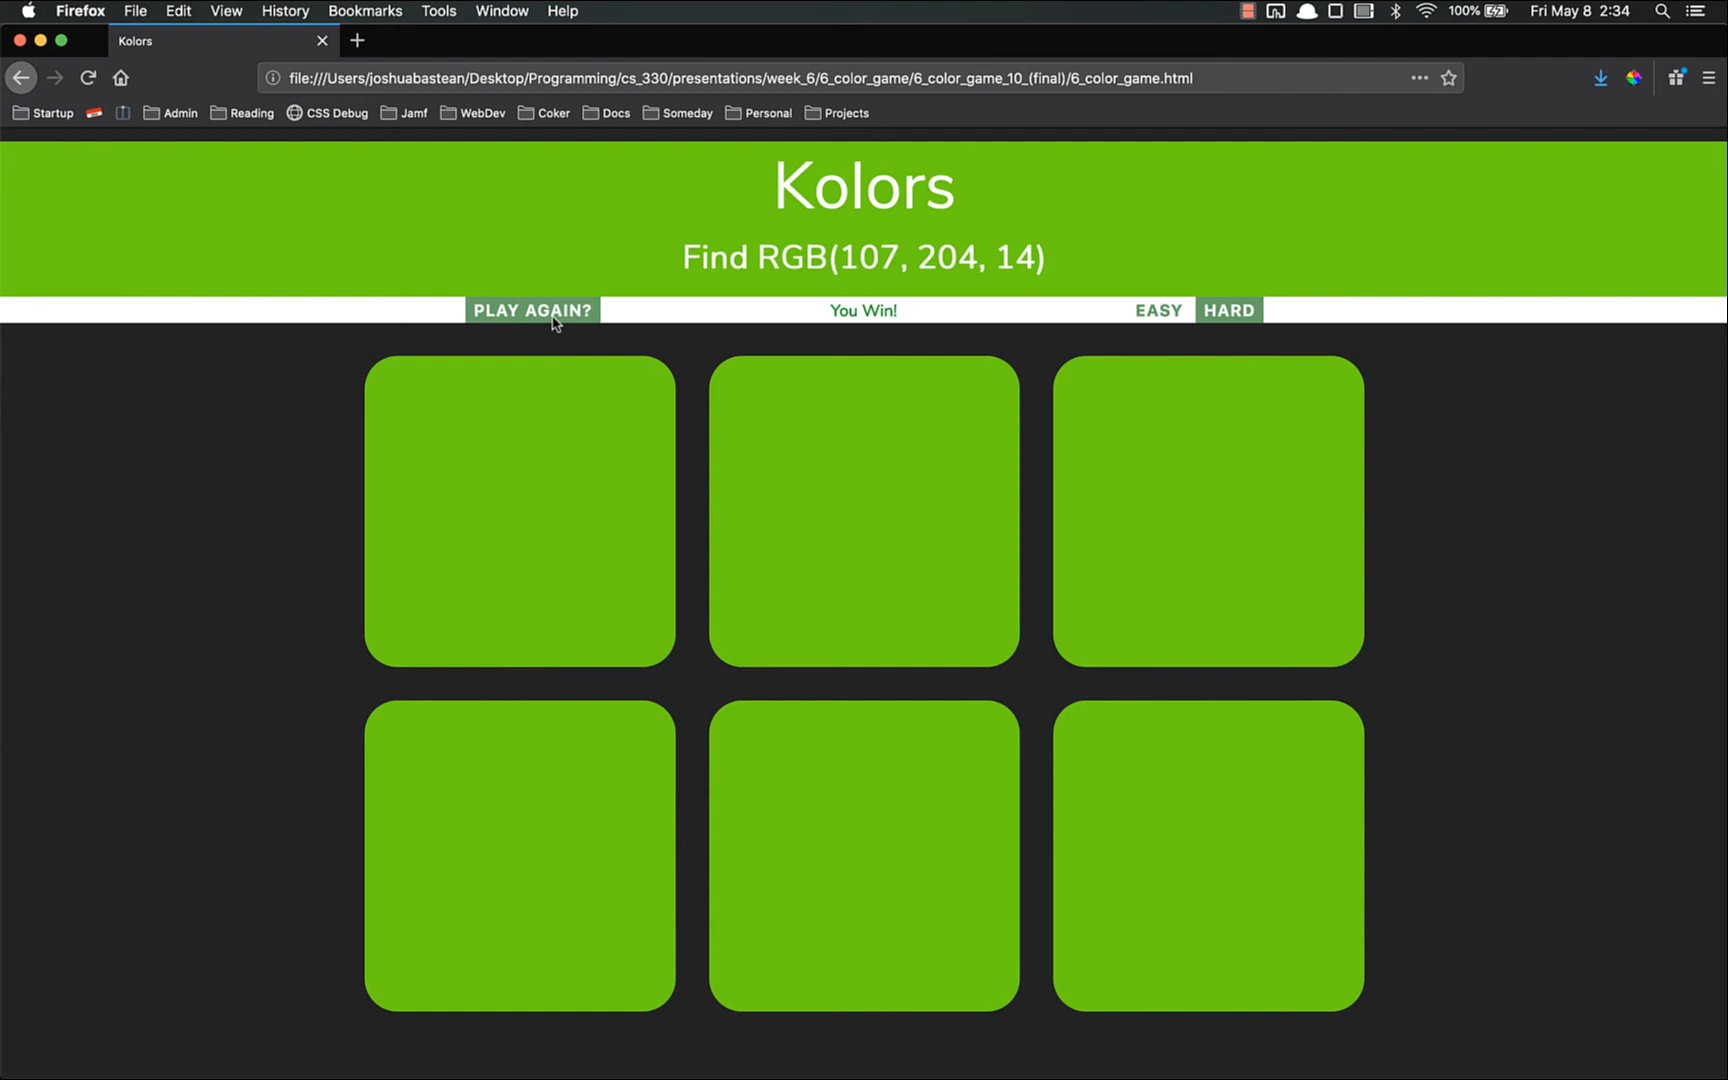 Firefox File Edit View History Bookmarks Tools Window Help 100% Fri May 8 2:34
Kolors
file:///Users/joshuabastean/Desktop/Programming/cs_330/presentations/week_6/6_color_game/6_color_game_10_(final)/6_color_game.html
Startup Admin Reading CSS Debug Jamf WebDev Coker Docs Someday Personal Projects
Kolors
Find RGB(107, 204, 14)
PLAY AGAIN? You Win! EASY HARD